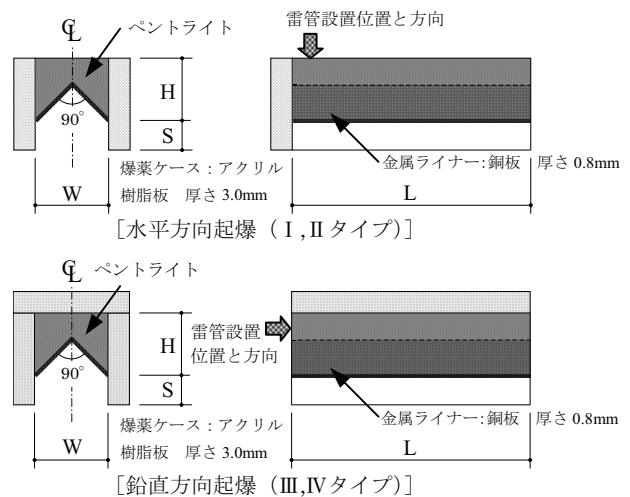 ℄
ペントライト
雷管設置位置と方向
H
90°
S
爆薬ケース：アクリル
樹脂板 厚さ3.0mm
W
金属ライナー:銅板 厚さ0.8mm
L
［水平方向起爆（Ⅰ,Ⅱタイプ）］
℄
ペントライト
雷管設置
位置と方向
H
90°
S
爆薬ケース：アクリル
樹脂板 厚さ3.0mm
W
金属ライナー:銅板 厚さ0.8mm
L
［鉛直方向起爆（Ⅲ,Ⅳタイプ）］